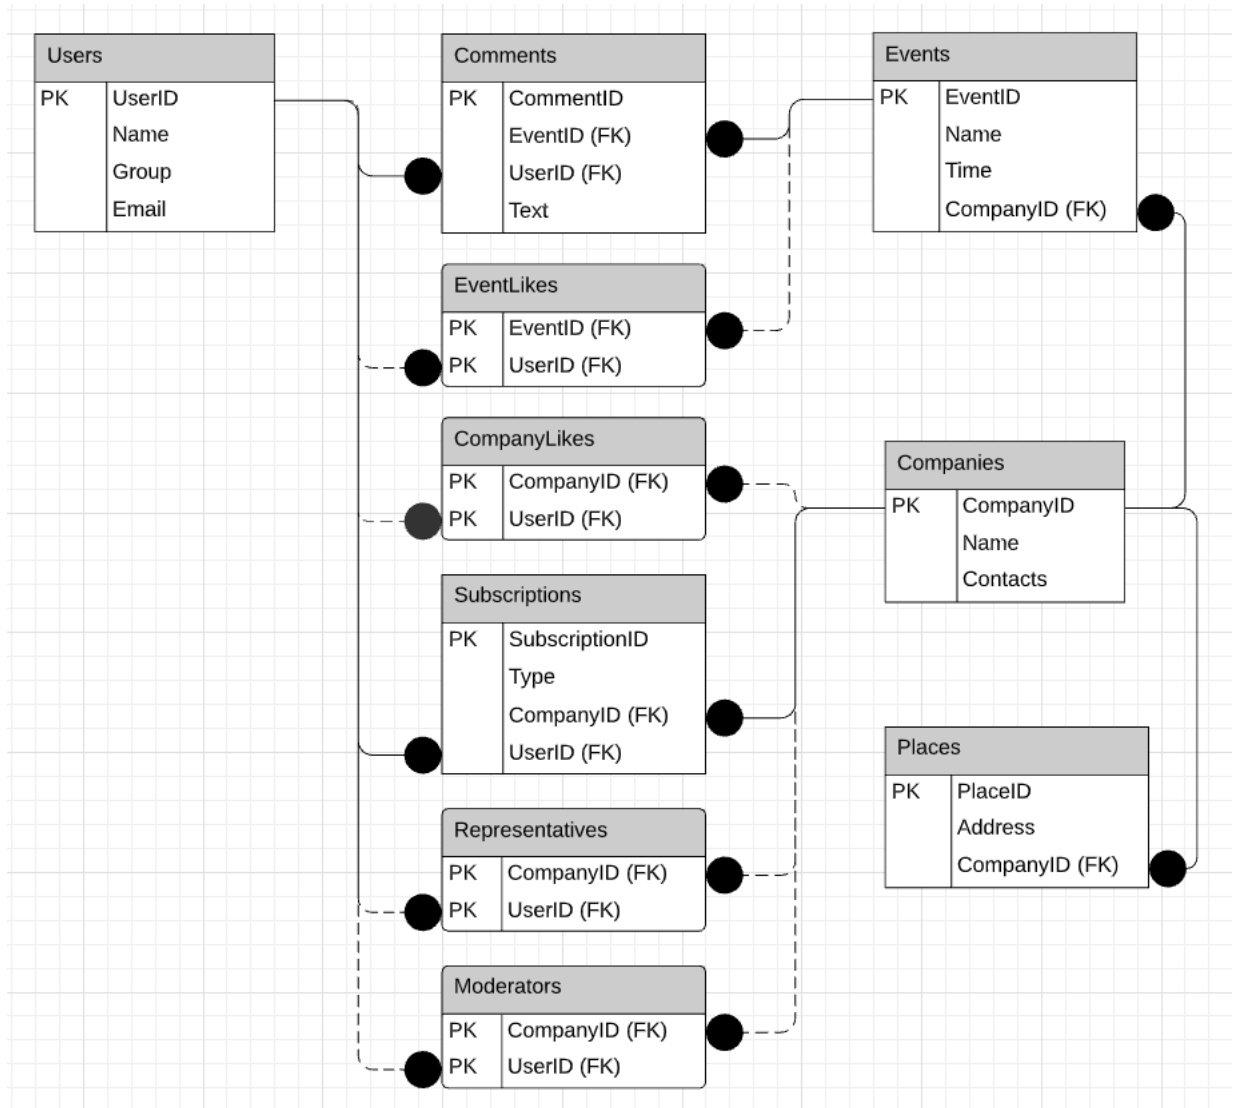 Users
PK UserID
Name
Group
Email
Comments
PK CommentID
EventID (FK)
UserID (FK)
Text
Events
PK EventID
Name
Time
CompanyID (FK)
EventLikes
PK EventID (FK)
PK UserID (FK)
CompanyLikes
PK CompanyID (FK)
PK UserID (FK)
Companies
PK CompanyID
Name
Contacts
Subscriptions
PK SubscriptionID
Type
CompanyID (FK)
UserID (FK)
Places
PK PlaceID
Address
CompanyID (FK)
Representatives
PK CompanyID (FK)
PK UserID (FK)
Moderators
PK CompanyID (FK)
PK UserID (FK)